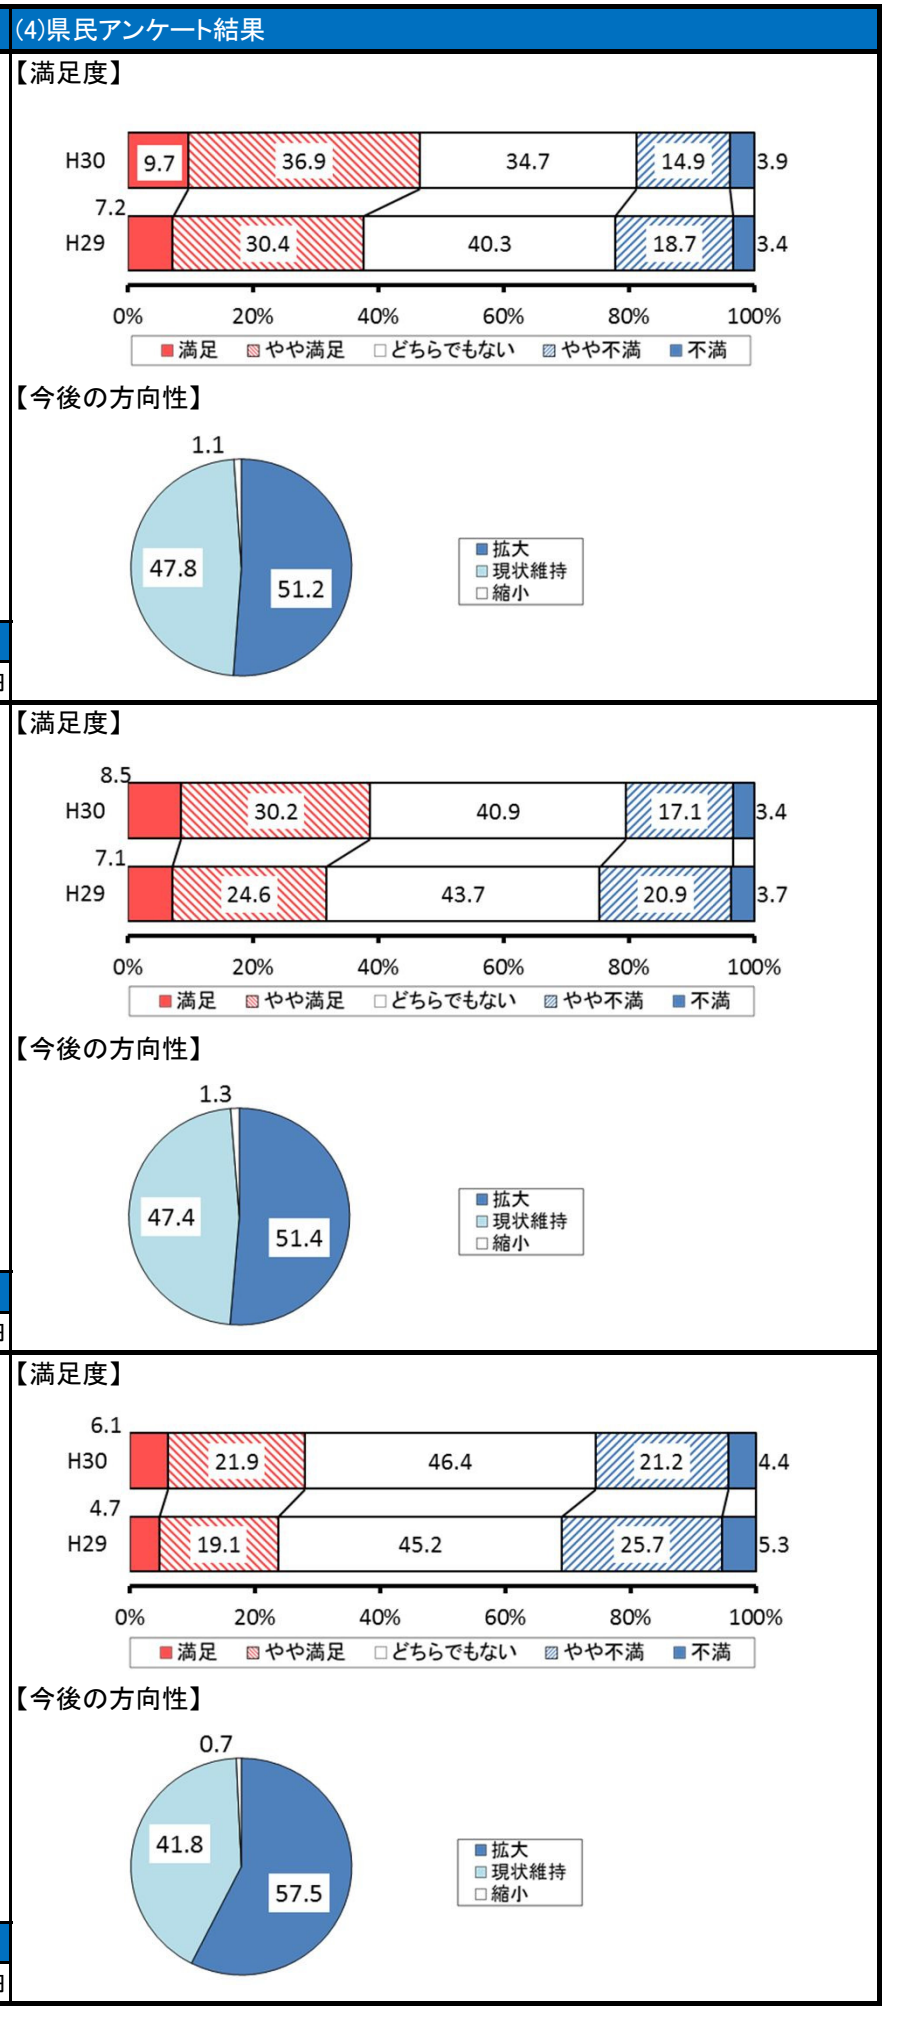 (4)県民アンケート結果
【満足度】
H30 9.7 36.9 34.7 14.9 3.9
7.2
H29 30.4 40.3 18.7 3.4
0% 20% 40% 60% 80% 100%
満足 やや満足 どちらでもない やや不満 不満
【今後の方向性】
1.1
47.8
51.2
拡大
現状維持
縮小
円
【満足度】
8.5
H30 30.2 40.9 17.1 3.4
7.1
H29 24.6 43.7 20.9 3.7
0% 20% 40% 60% 80% 100%
満足 やや満足 どちらでもない やや不満 不満
【今後の方向性】
1.3
47.4
51.4
拡大
現状維持
縮小
円
【満足度】
6.1
H30 21.9 46.4 21.2 4.4
4.7
H29 19.1 45.2 25.7 5.3
0% 20% 40% 60% 80% 100%
満足 やや満足 どちらでもない やや不満 不満
【今後の方向性】
0.7
41.8
57.5
拡大
現状維持
縮小
円